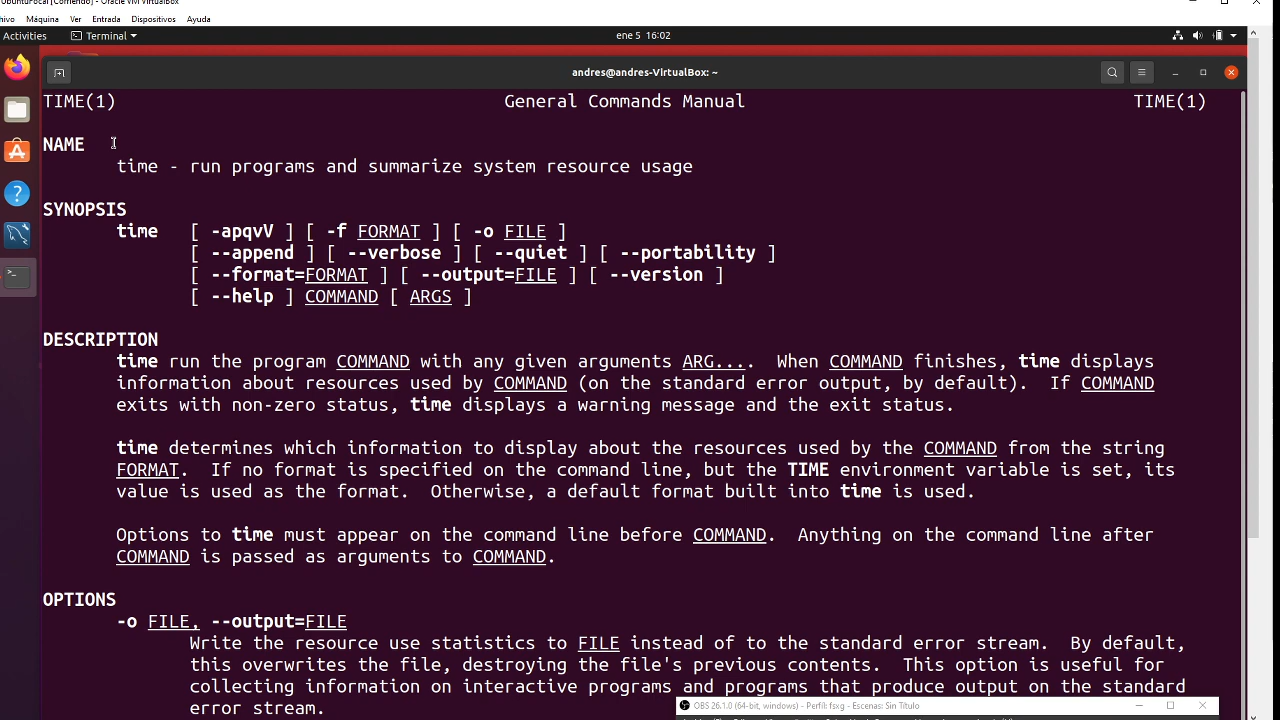 UbuntuFocal [Corriendo] - Oracle VM VirtualBox
Máquina Ver Entrada Dispositivos Ayuda
Activities Terminal ene 5 16:02
andres@andres-VirtualBox: ~
TIME(1) General Commands Manual TIME(1)
NAME
time - run programs and summarize system resource usage
SYNOPSIS
time [ -apqvV ] [ -f FORMAT ] [ -o FILE ]
[ --append ] [ --verbose ] [ --quiet ] [ --portability ]
[ --format=FORMAT ] [ --output=FILE ] [ --version ]
[ --help ] COMMAND [ ARGS ]
DESCRIPTION
time run the program COMMAND with any given arguments ARG.... When COMMAND finishes, time displays
information about resources used by COMMAND (on the standard error output, by default). If COMMAND
exits with non-zero status, time displays a warning message and the exit status.
time determines which information to display about the resources used by the COMMAND from the string
FORMAT. If no format is specified on the command line, but the TIME environment variable is set, its
value is used as the format. Otherwise, a default format built into time is used.
Options to time must appear on the command line before COMMAND. Anything on the command line after
COMMAND is passed as arguments to COMMAND.
OPTIONS
-o FILE, --output=FILE
Write the resource use statistics to FILE instead of to the standard error stream. By default,
this overwrites the file, destroying the file's previous contents. This option is useful for
collecting information on interactive programs and programs that produce output on the standard
error stream.
OBS 26.1.0 (64-bit, windows) - Perfil: fsxg - Escenas: Sin Título